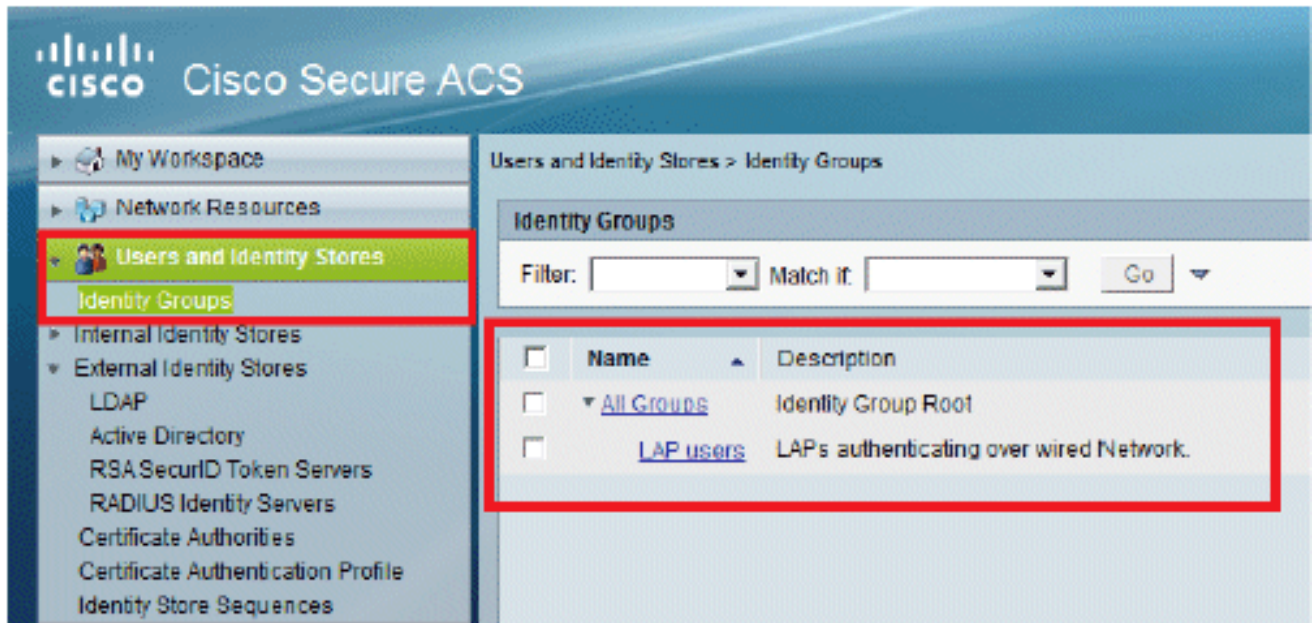 CISCO Cisco Secure ACS
My Workspace
Network Resources
Users and Identity Stores
Identity Groups
Internal Identity Stores
External Identity Stores
LDAP
Active Directory
RSA SecurID Token Servers
RADIUS Identity Servers
Certificate Authorities
Certificate Authentication Profile
Identity Store Sequences
Users and Identity Stores > Identity Groups
Identity Groups
Filter: Match if: Go
Name Description
All Groups Identity Group Root
LAP users LAPs authenticating over wired Network.